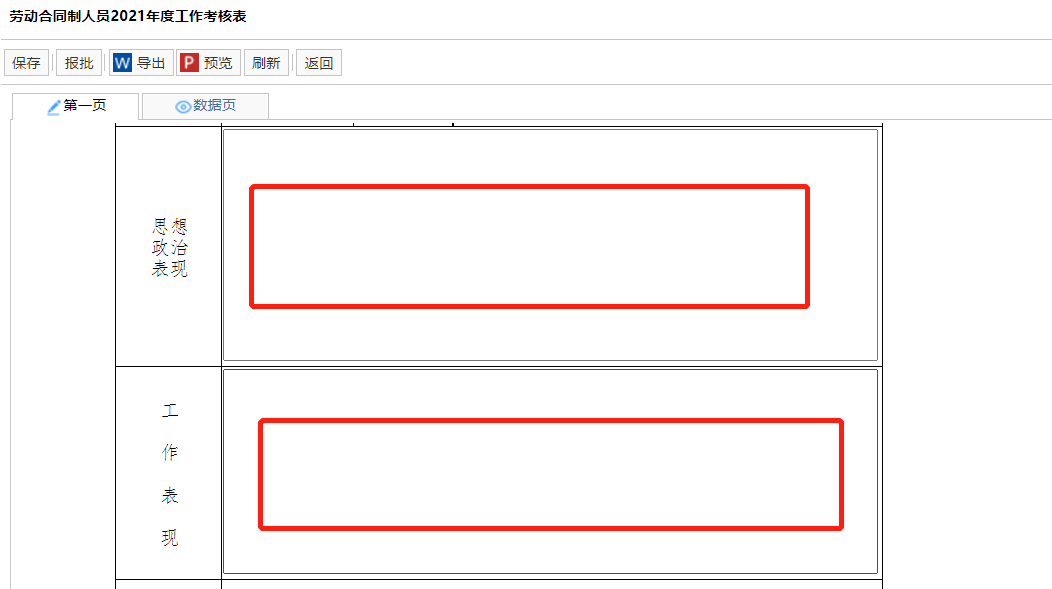 劳动合同制人员2021年度工作考核表
保存 报批 W 导出 P 预览 刷新 返回
第一页 数据页
思想
政治
表现
工
作
表
现